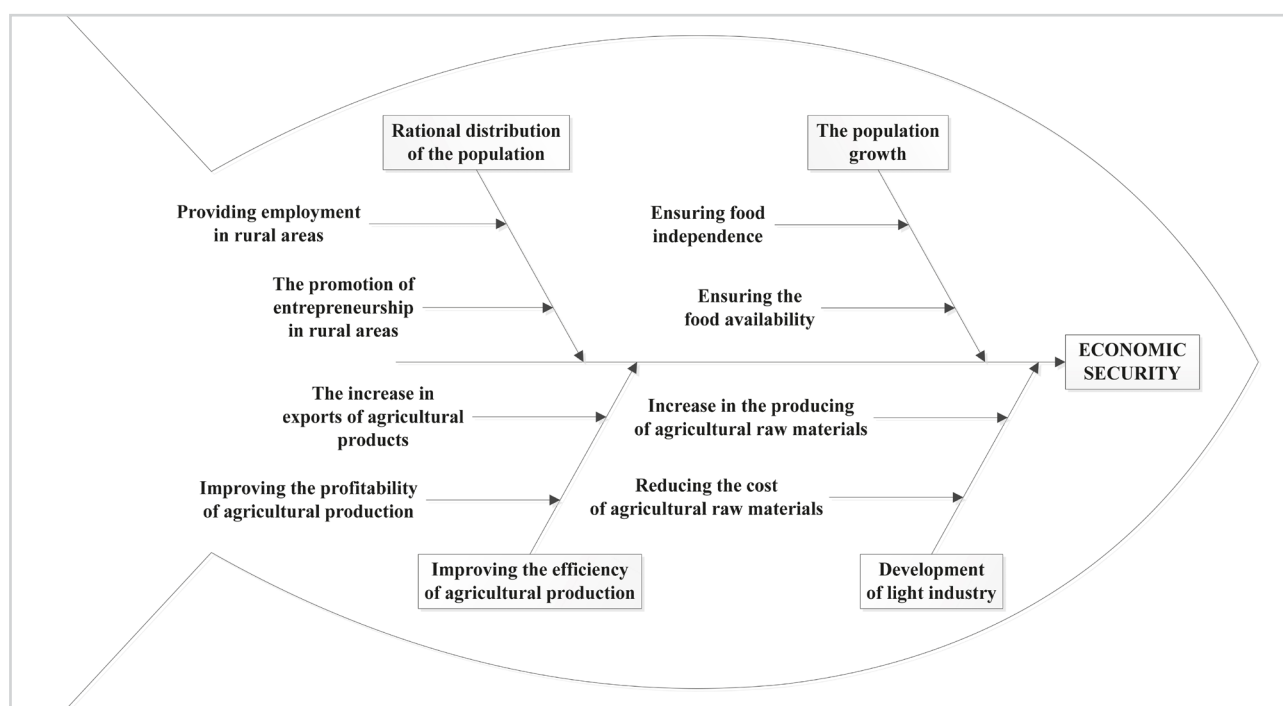 Rational distribution
of the population
The population
growth
Providing employment
in rural areas
Ensuring food
independence
The promotion of
entrepreneurship
in rural areas
Ensuring the
food availability
ECONOMIC
SECURITY
The increase in
exports of agricultural
products
Increase in the producing
of agricultural raw materials
Improving the profitability
of agricultural production
Reducing the cost
of agricultural raw materials
Improving the efficiency
of agricultural production
Development
of light industry